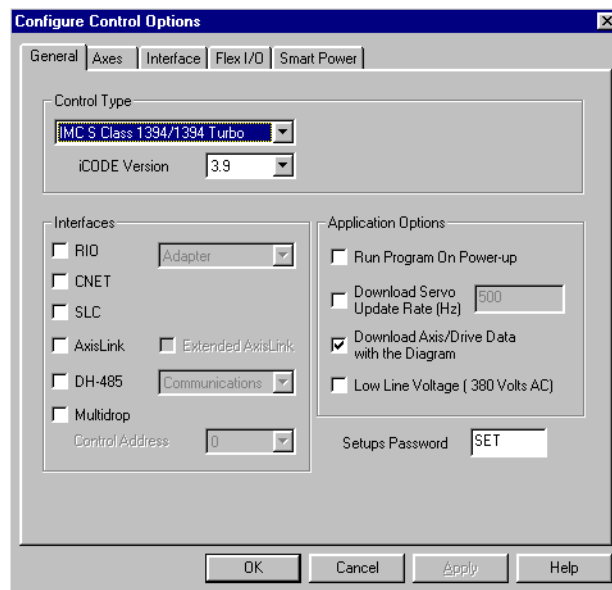 Configure Control Options
General Axes Interface Flex I/O Smart Power
Control Type
IMC S Class 1394/1394 Turbo
iCODE Version 3.9
Interfaces
RIO Adapter
CNET
SLC
AxisLink Extended AxisLink
DH-485 Communications
Multidrop
Control Address 0
Application Options
Run Program On Power-up
Download Servo
Update Rate (Hz) 500
Download Axis/Drive Data
with the Diagram
Low Line Voltage ( 380 Volts AC)
Setups Password SET
OK Cancel Apply Help